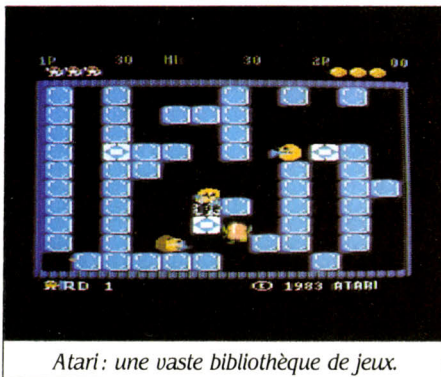 1P 30 HI 30 2P 00
RD 1 © 1983 ATARI
Atari : une vaste bibliothèque de jeux.